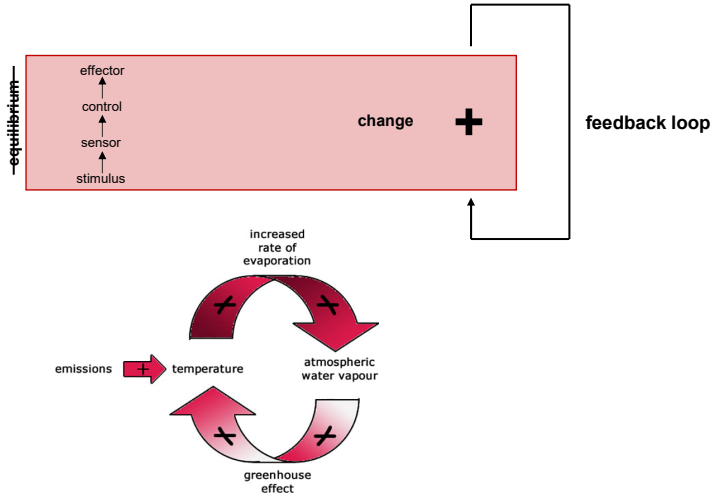 equilibrium
effector
control
sensor
stimulus
change
+
feedback loop
increased
rate of
evaporation
+
+
emissions
+
temperature
atmospheric
water vapour
+
+
greenhouse
effect